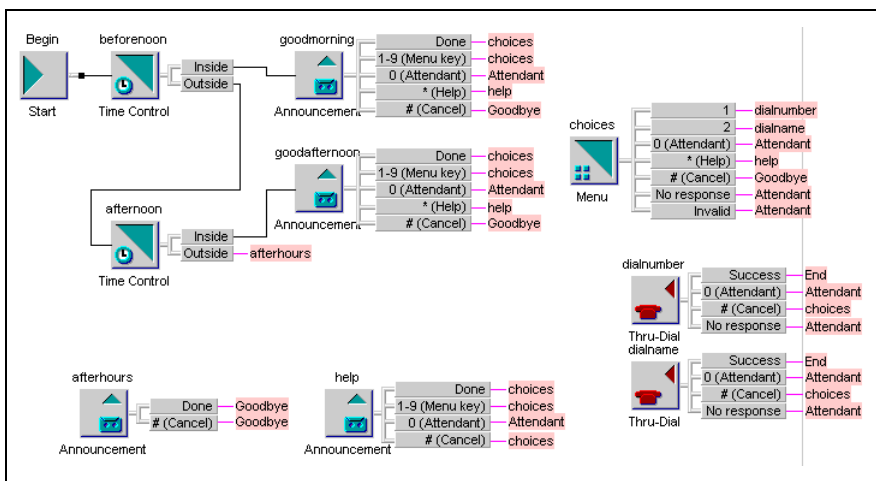 Begin
Start
beforenoon
Inside
Outside
Time Control
goodmorning
Done choices
1-9 (Menu key) choices
0 (Attendant) Attendant
* (Help) help
# (Cancel) Goodbye
Announcement
goodafternoon
Done choices
1-9 (Menu key) choices
0 (Attendant) Attendant
* (Help) help
# (Cancel) Goodbye
Announcement
afternoon
Inside
Outside afterhours
Time Control
choices
1 dialnumber
2 dialname
0 (Attendant) Attendant
* (Help) help
# (Cancel) Goodbye
No response Attendant
Invalid Attendant
Menu
dialnumber
Success End
0 (Attendant) Attendant
# (Cancel) choices
No response Attendant
Thru-Dial
dialname
Success End
0 (Attendant) Attendant
# (Cancel) choices
No response Attendant
Thru-Dial
afterhours
Done Goodbye
# (Cancel) Goodbye
Announcement
help
Done choices
1-9 (Menu key) choices
0 (Attendant) Attendant
# (Cancel) choices
Announcement